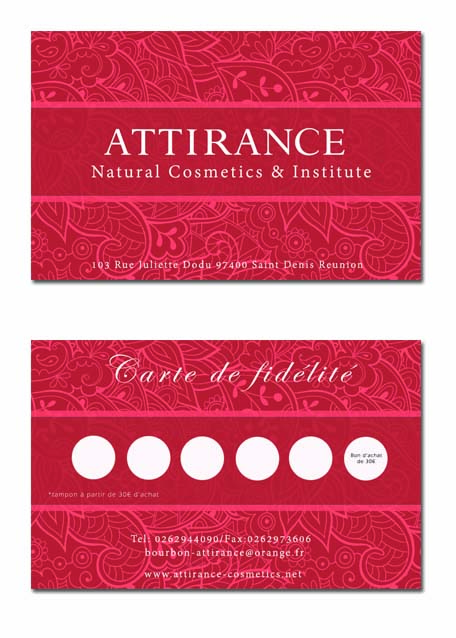 ATTIRANCE
Natural Cosmetics & Institute
103 Rue Juliette Dodu 97400 Saint Denis Reunion
Carte de fidélité
Bon d'achat
de 30€
*tampon à partir de 30€ d'achat
Tel: 0262944090/Fax:0262973606
bourbon-attirance@orange.fr
www.attirance-cosmetics.net